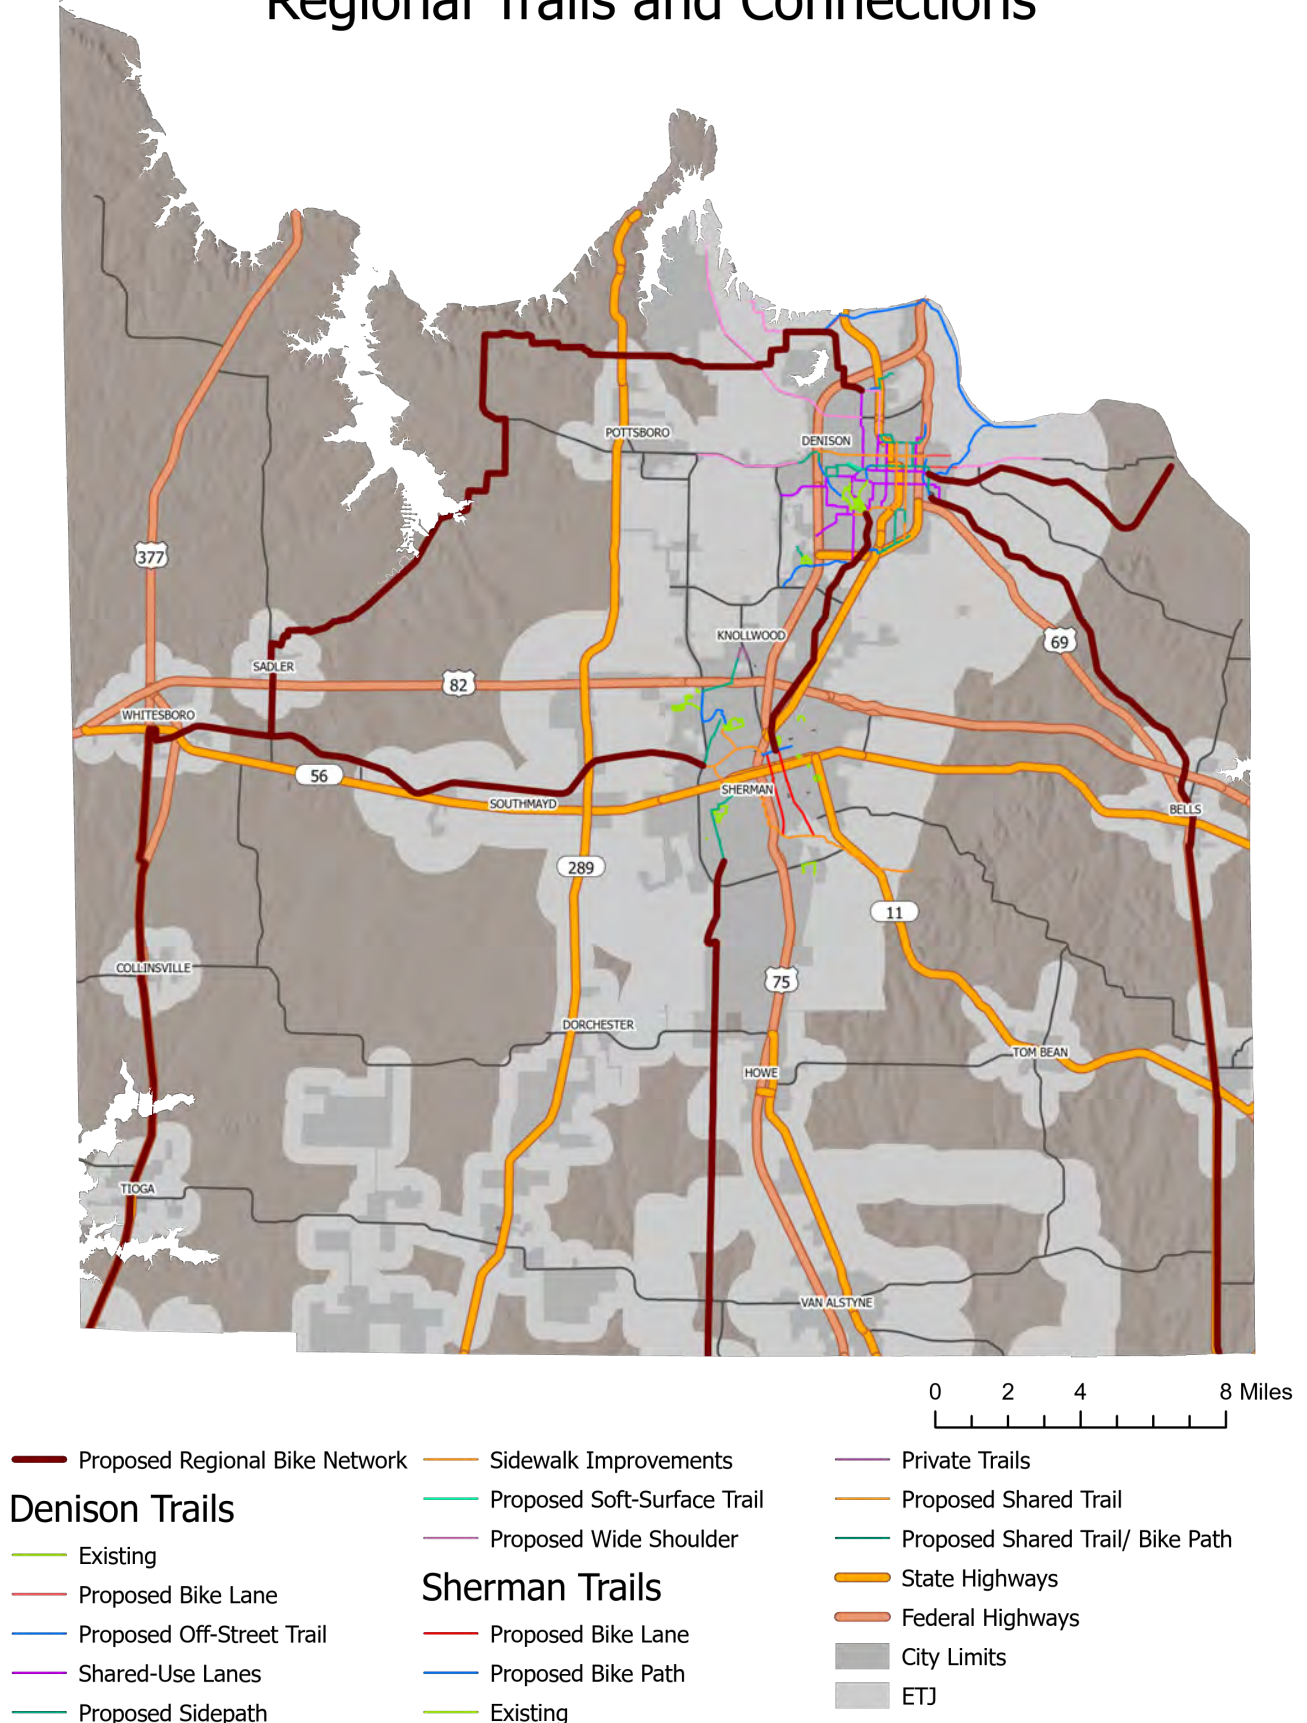 Regional Trails and Connections
POTTSBORO
DENISON
377
KNOLLWOOD
69
SADLER
82
WHITESBORO
56
SOUTHMAYD
SHERMAN
BELLS
289
11
COLLINSVILLE
75
DORCHESTER
TOM BEAN
HOWE
TIOGA
VAN ALSTYNE
0 2 4 8 Miles
Proposed Regional Bike Network
Denison Trails
Existing
Proposed Bike Lane
Proposed Off-Street Trail
Shared-Use Lanes
Proposed Sidepath
Sidewalk Improvements
Proposed Soft-Surface Trail
Proposed Wide Shoulder
Sherman Trails
Proposed Bike Lane
Proposed Bike Path
Existing
Private Trails
Proposed Shared Trail
Proposed Shared Trail/ Bike Path
State Highways
Federal Highways
City Limits
ETJ